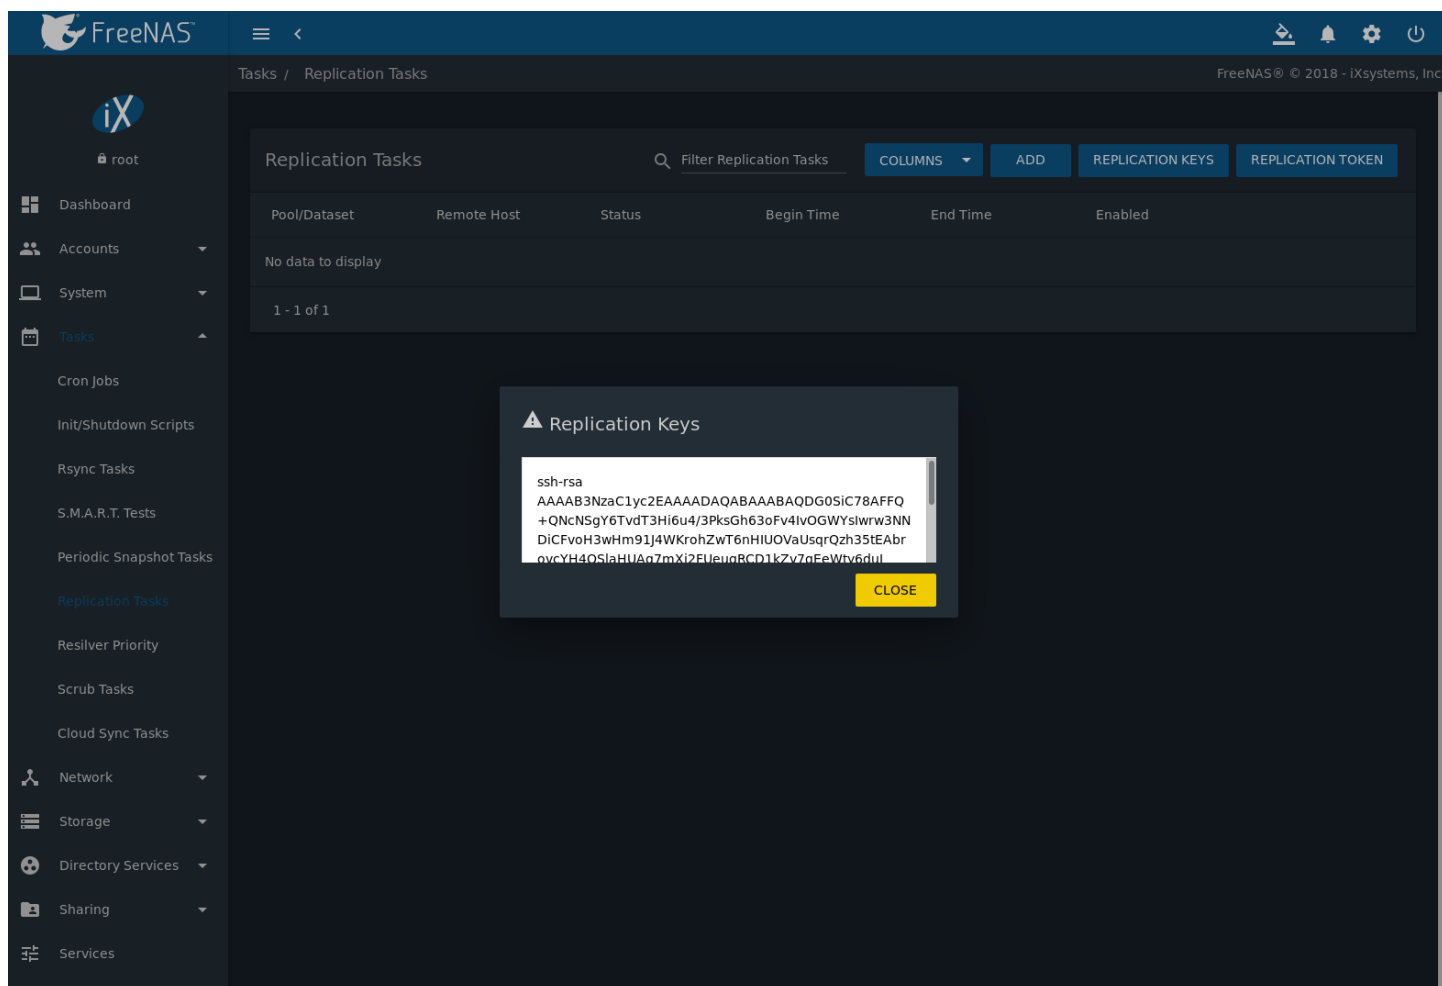 FreeNAS
Tasks / Replication Tasks
FreeNAS® © 2018 - iXsystems, Inc
iX
root
Dashboard
Accounts
System
Tasks
Cron Jobs
Init/Shutdown Scripts
Rsync Tasks
S.M.A.R.T. Tests
Periodic Snapshot Tasks
Replication Tasks
Resilver Priority
Scrub Tasks
Cloud Sync Tasks
Network
Storage
Directory Services
Sharing
Services
Replication Tasks Filter Replication Tasks COLUMNS ADD REPLICATION KEYS REPLICATION TOKEN
Pool/Dataset Remote Host Status Begin Time End Time Enabled
No data to display
1 - 1 of 1
Replication Keys
ssh-rsa
AAAAB3NzaC1yc2EAAAADAQABAAABAQDG0SiC78AFFQ
+QNcNSgY6TvdT3Hi6u4/3PksGh63oFv4IvOGWYsIwrw3NN
DiCFvoH3wHm91J4WKrohZwT6nHIUOVaUsqrQzh35tEAbr
CLOSE